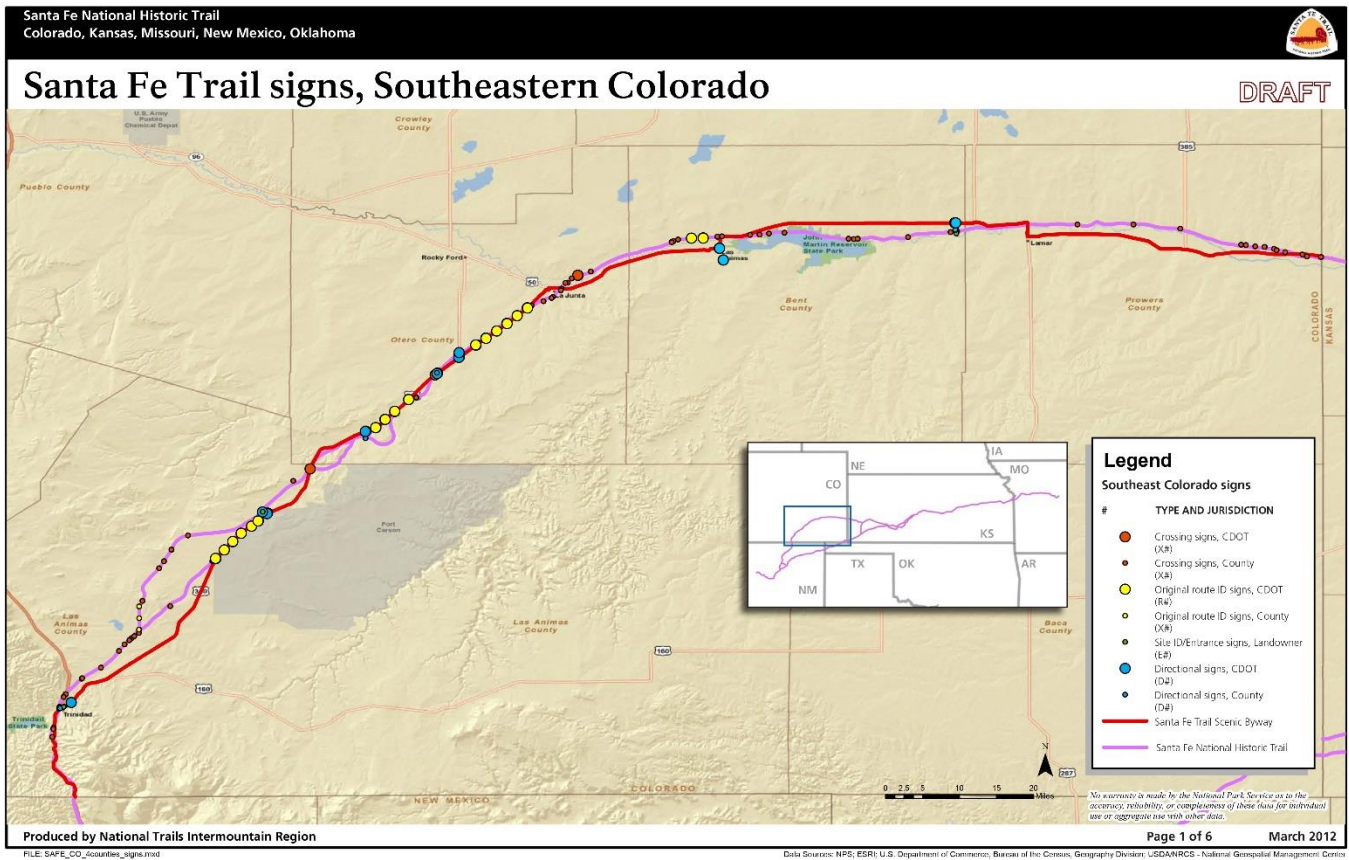 Santa Fe National Historic Trail
Colorado, Kansas, Missouri, New Mexico, Oklahoma
SANTA FE TRAIL
Santa Fe Trail signs, Southeastern Colorado
DRAFT
U.S. Army
Pueblo
Chemical Depot
Crowley
County
96
385
Pueblo County
John
Martin Reservoir
State Park
Lamar
Rocky Ford
50
La Junta
Bent
County
Prowers
County
COLORADO
KANSAS
Otero County
Fort
Carson
IA
NE
MO
CO
KS
TX
OK
AR
NM
Legend
Southeast Colorado signs
# TYPE AND JURISDICTION
Crossing signs, CDOT
(X#)
Crossing signs, County
(X#)
Original route ID signs, CDOT
(R#)
Original route ID signs, County
(X#)
Site ID/Entrance signs, Landowner
(E#)
Directional signs, CDOT
(D#)
Directional signs, County
(D#)
Santa Fe Trail Scenic Byway
Santa Fe National Historic Trail
Las
Animas
County
Las Animas
County
Baca
County
160
160
Trinidad
Trinidad
State Park
N
287
0 2.5 5 10 15 20
Miles
COLORADO
NEW MEXICO
No warranty is made by the National Park Service as to the
accuracy, reliability, or completeness of these data for individual
use or aggregate use with other data.
Produced by National Trails Intermountain Region
Page 1 of 6 March 2012
FILE: SAFE_CO_4counties_signs.mxd
Data Sources: NPS; ESRI; U.S. Department of Commerce, Bureau of the Census, Geography Division; USDA/NRCS - National Geospatial Management Center